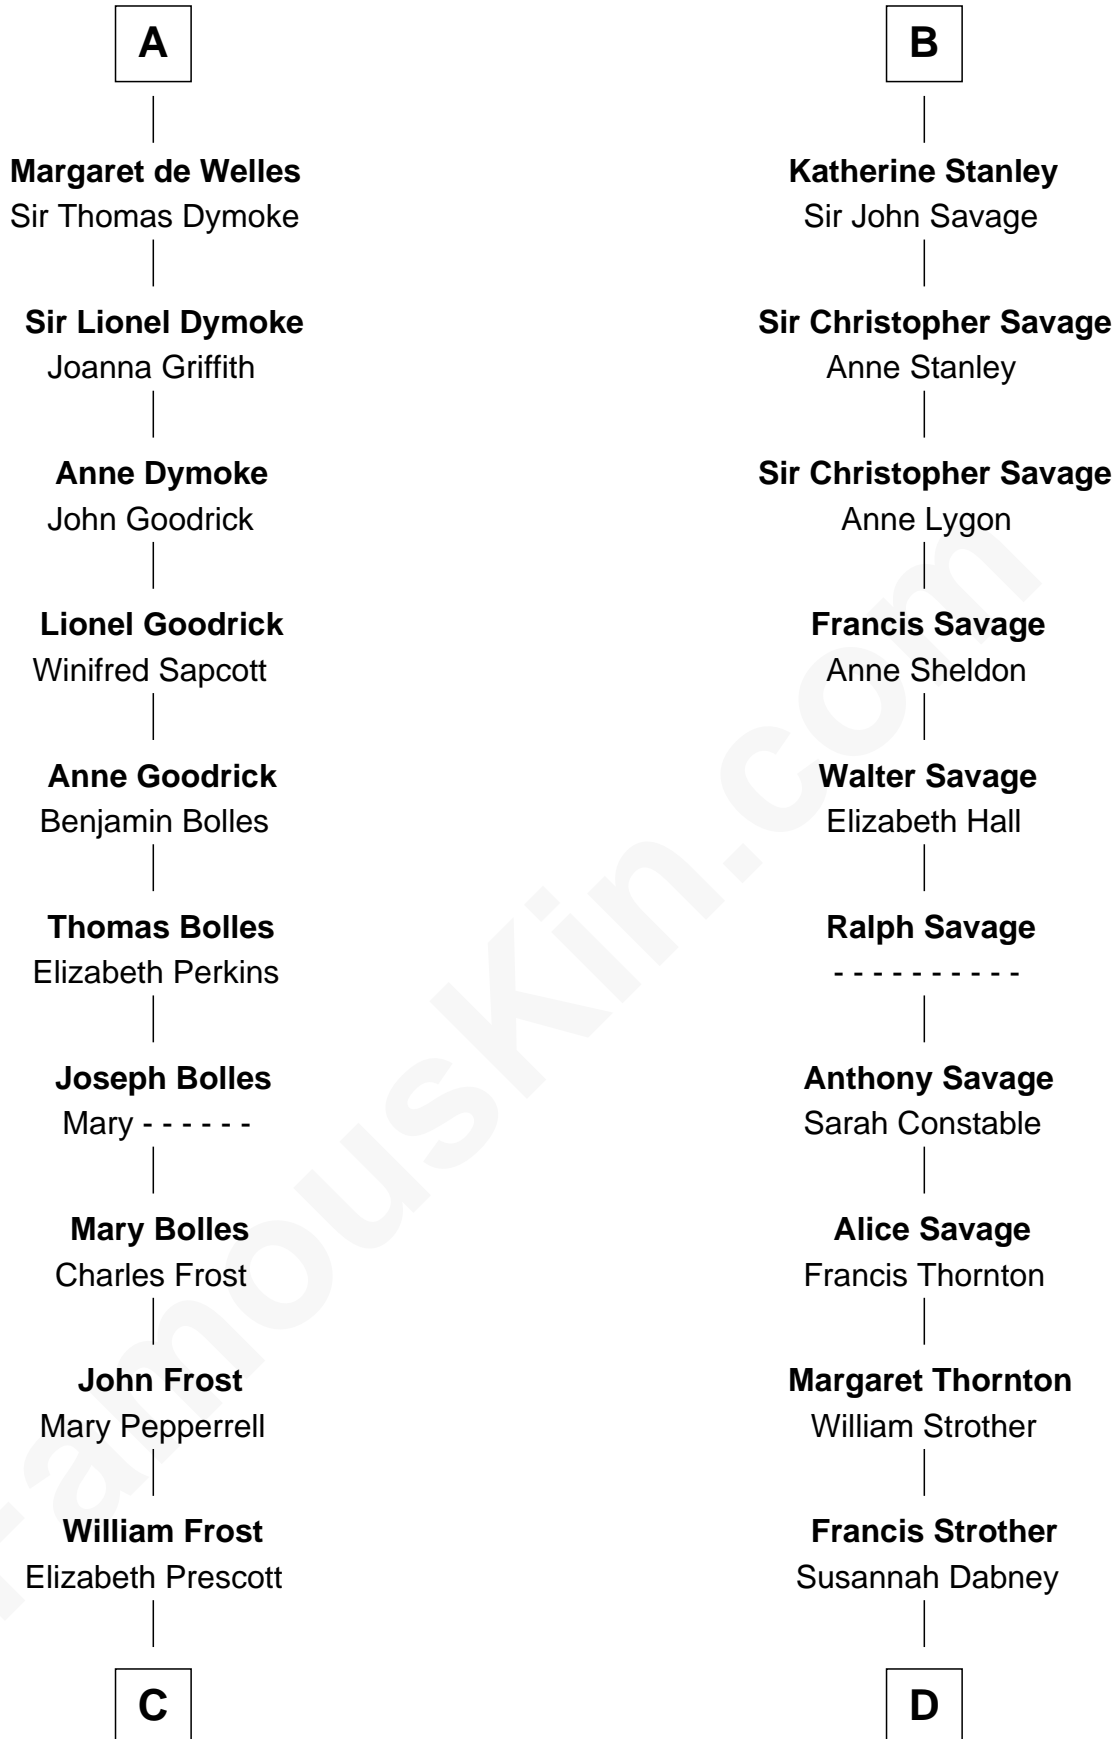 A
Margaret de Welles
Sir Thomas Dymoke
Sir Lionel Dymoke
Joanna Griffith
Anne Dymoke
John Goodrick
Lionel Goodrick
Winifred Sapcott
Anne Goodrick
Benjamin Bolles
Thomas Bolles
Elizabeth Perkins
Joseph Bolles
Mary - - - - - -
Mary Bolles
Charles Frost
John Frost
Mary Pepperrell
William Frost
Elizabeth Prescott
C
B
Katherine Stanley
Sir John Savage
Sir Christopher Savage
Anne Stanley
Sir Christopher Savage
Anne Lygon
Francis Savage
Anne Sheldon
Walter Savage
Elizabeth Hall
Ralph Savage
- - - - - - - - - -
Anthony Savage
Sarah Constable
Alice Savage
Francis Thornton
Margaret Thornton
William Strother
Francis Strother
Susannah Dabney
D
FamousKin.com